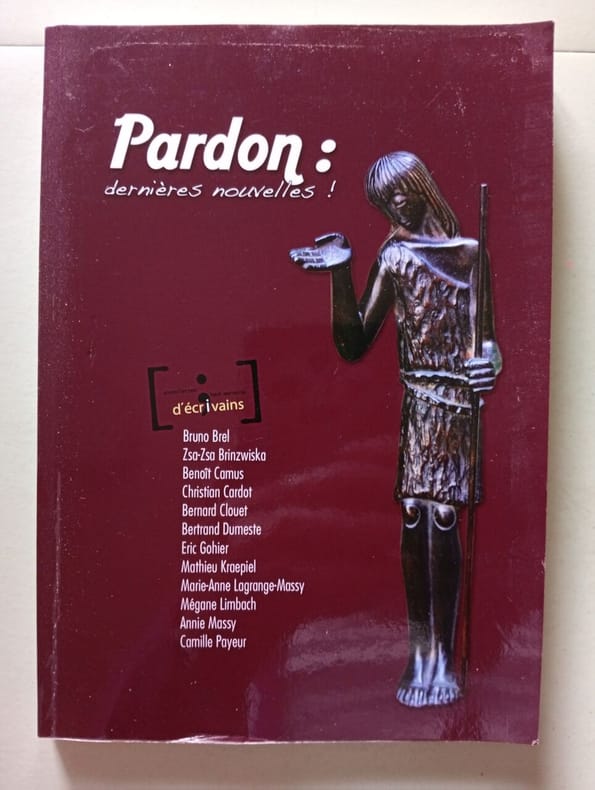 Pardon :
dernières nouvelles !
d'écrivains
Bruno Brel
Zsa-Zsa Brinzwiska
Benoît Camus
Christian Cardot
Bernard Clouet
Bertrand Dumeste
Eric Gohier
Mathieu Kraepiel
Marie-Anne Lagrange-Massy
Mégane Limbach
Annie Massy
Camille Payeur